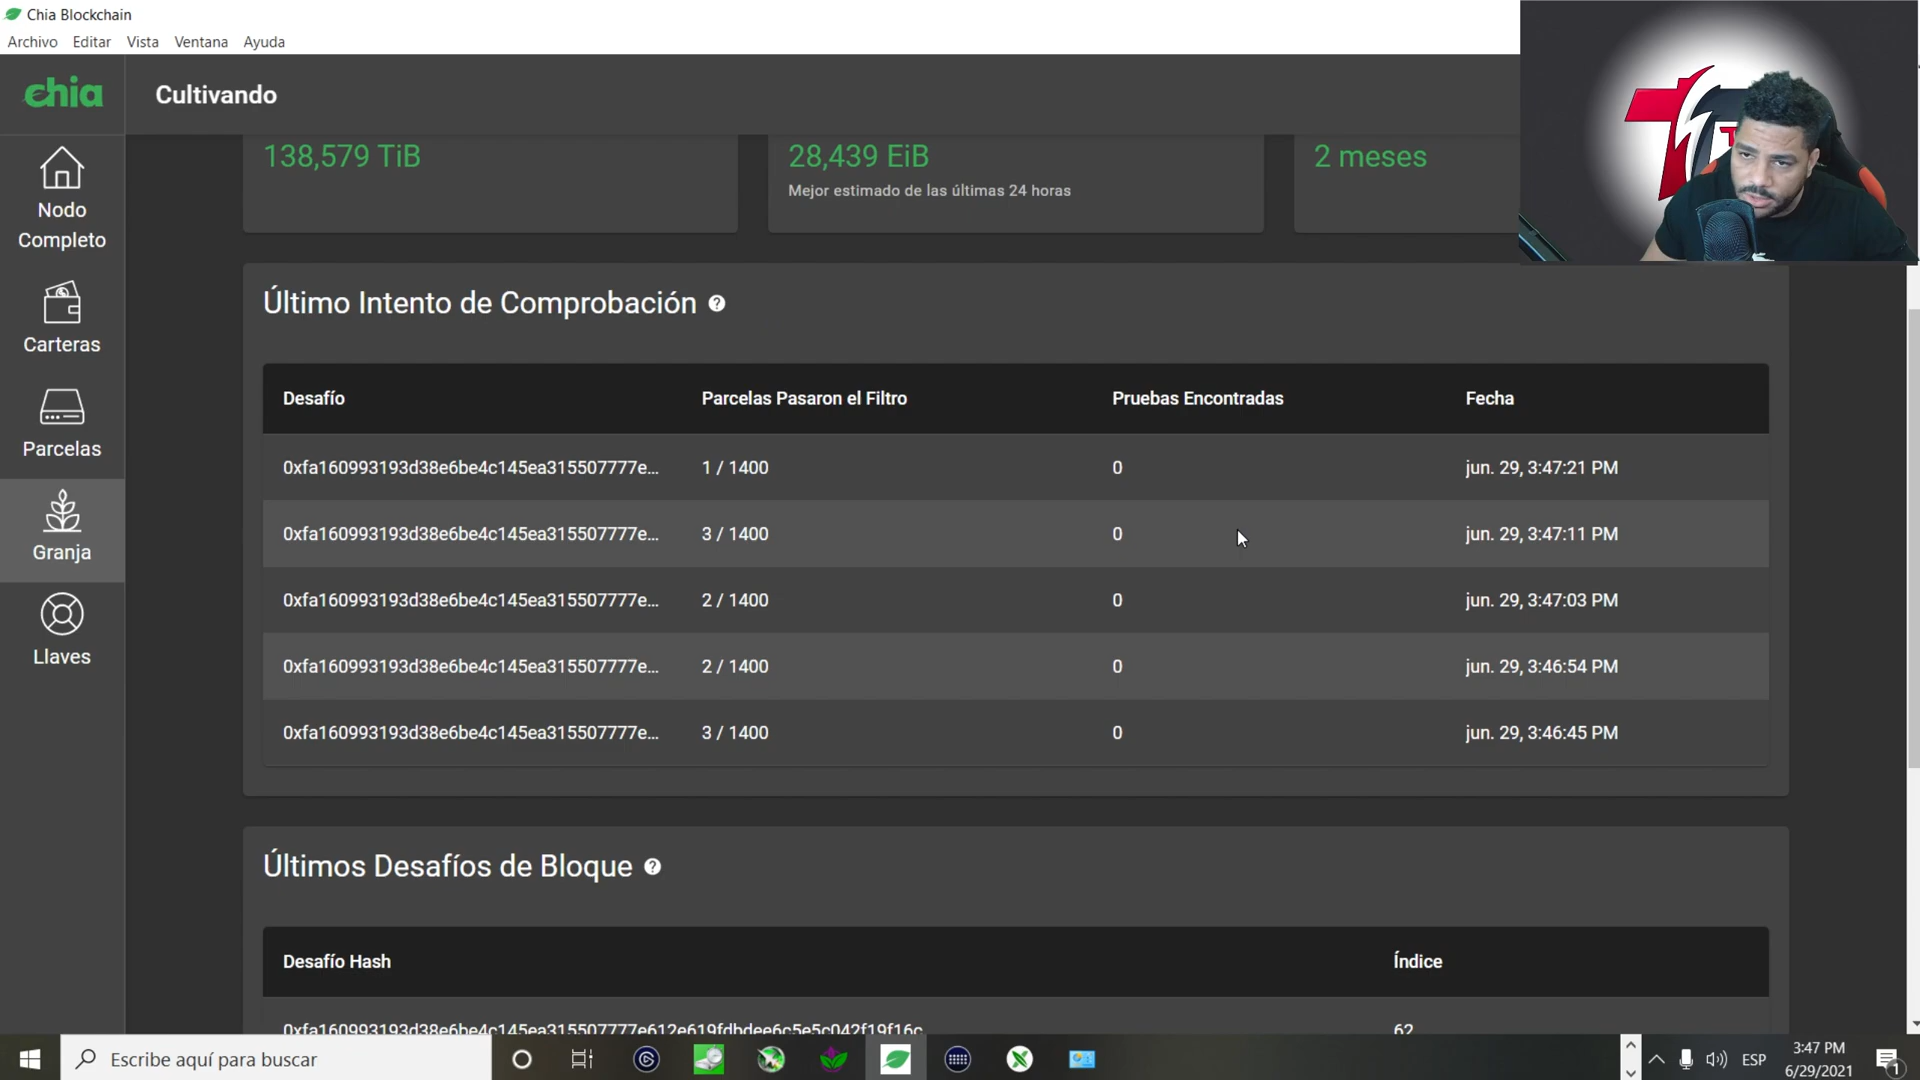 Chia Blockchain
Archivo Editar Vista Ventana Ayuda
chia
Cultivando
Nodo
Completo
Carteras
Parcelas
Granja
Llaves
138,579 TiB
28,439 EiB
Mejor estimado de las últimas 24 horas
2 meses
Último Intento de Comprobación ?
Desafío Parcelas Pasaron el Filtro Pruebas Encontradas Fecha
0xfa160993193d38e6be4c145ea315507777e... 1 / 1400 0 jun. 29, 3:47:21 PM
0xfa160993193d38e6be4c145ea315507777e... 3 / 1400 0 jun. 29, 3:47:11 PM
0xfa160993193d38e6be4c145ea315507777e... 2 / 1400 0 jun. 29, 3:47:03 PM
0xfa160993193d38e6be4c145ea315507777e... 2 / 1400 0 jun. 29, 3:46:54 PM
0xfa160993193d38e6be4c145ea315507777e... 3 / 1400 0 jun. 29, 3:46:45 PM
Últimos Desafíos de Bloque ?
Desafío Hash Índice
0xfa160993193d38e6be4c145ea315507777e612e619fdbdee6c5e5c042f19f16c 62
Escribe aquí para buscar
ESP
3:47 PM
6/29/2021
1